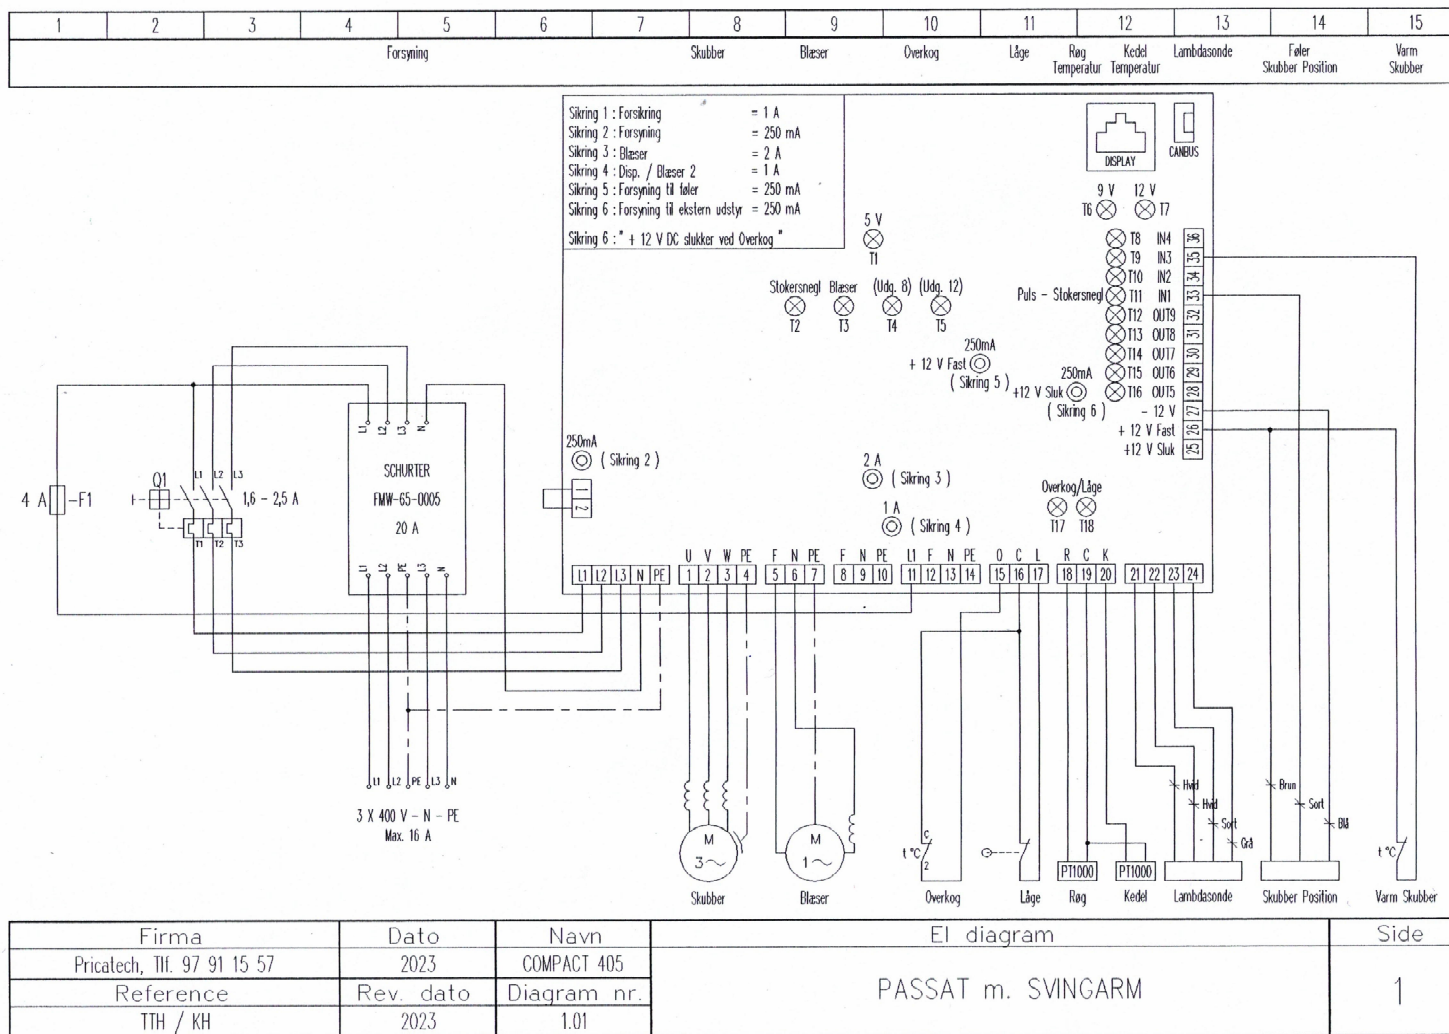 1 2 3 4 5 6 7 8 9 10 11 12 13 14 15
Forsyning Skubber Blæser Overkog Låge Røg Temperatur Kedel Temperatur Lambdasonde Føler Skubber Position Varm Skubber
Sikring 1 : Forsikring = 1 A
Sikring 2 : Forsyning = 250 mA
Sikring 3 : Blæser = 2 A
Sikring 4 : Disp. / Blæser 2 = 1 A
Sikring 5 : Forsyning til føler = 250 mA
Sikring 6 : Forsyning til ekstern udstyr = 250 mA
Sikring 6 : " + 12 V DC slukker ved Overkog "
DISPLAY CANBUS
9 V 12 V
T6 T7
5 V
T1
T8 IN4 36
T9 IN3 35
T10 IN2 34
Puls - Stokersnegl T11 IN1 33
T12 OUT9 32
T13 OUT8 31
T14 OUT7 30
T15 OUT6 29
T16 OUT5 28
- 12 V 27
+ 12 V Fast 26
+12 V Sluk 25
Stokersnegl Blæser (Udg. 8) (Udg. 12)
T2 T3 T4 T5
250mA
+ 12 V Fast
( Sikring 5 )
250mA
+12 V Sluk
( Sikring 6 )
L1 L2 L3 N
SCHURTER
FMW-65-0005
20 A
L1 L2 PE L3 N
4 A -F1
Q1 L1 L2 L3
1,6 - 2,5 A
T1 T2 T3
250mA
( Sikring 2 )
1
2
2 A
( Sikring 3 )
1 A
( Sikring 4 )
Overkog/Låge
T17 T18
U V W PE F N PE F N PE L1 F N PE O C L R C K
L1 L2 L3 N PE 1 2 3 4 5 6 7 8 9 10 11 12 13 14 15 16 17 18 19 20 21 22 23 24
L1 L2 PE L3 N
3 X 400 V - N - PE
Max. 16 A
Hvid
Hvid
Sort
Grå
Brun
Sort
Blå
M
3~
M
1~
C
t °C
2
PT1000 PT1000
t °C
Skubber Blæser Overkog Låge Røg Kedel Lambdasonde Skubber Position Varm Skubber
Firma Dato Navn El diagram Side
Pricatech, Tlf. 97 91 15 57 2023 COMPACT 405 PASSAT m. SVINGARM 1
Reference Rev. dato Diagram nr.
TTH / KH 2023 1.01